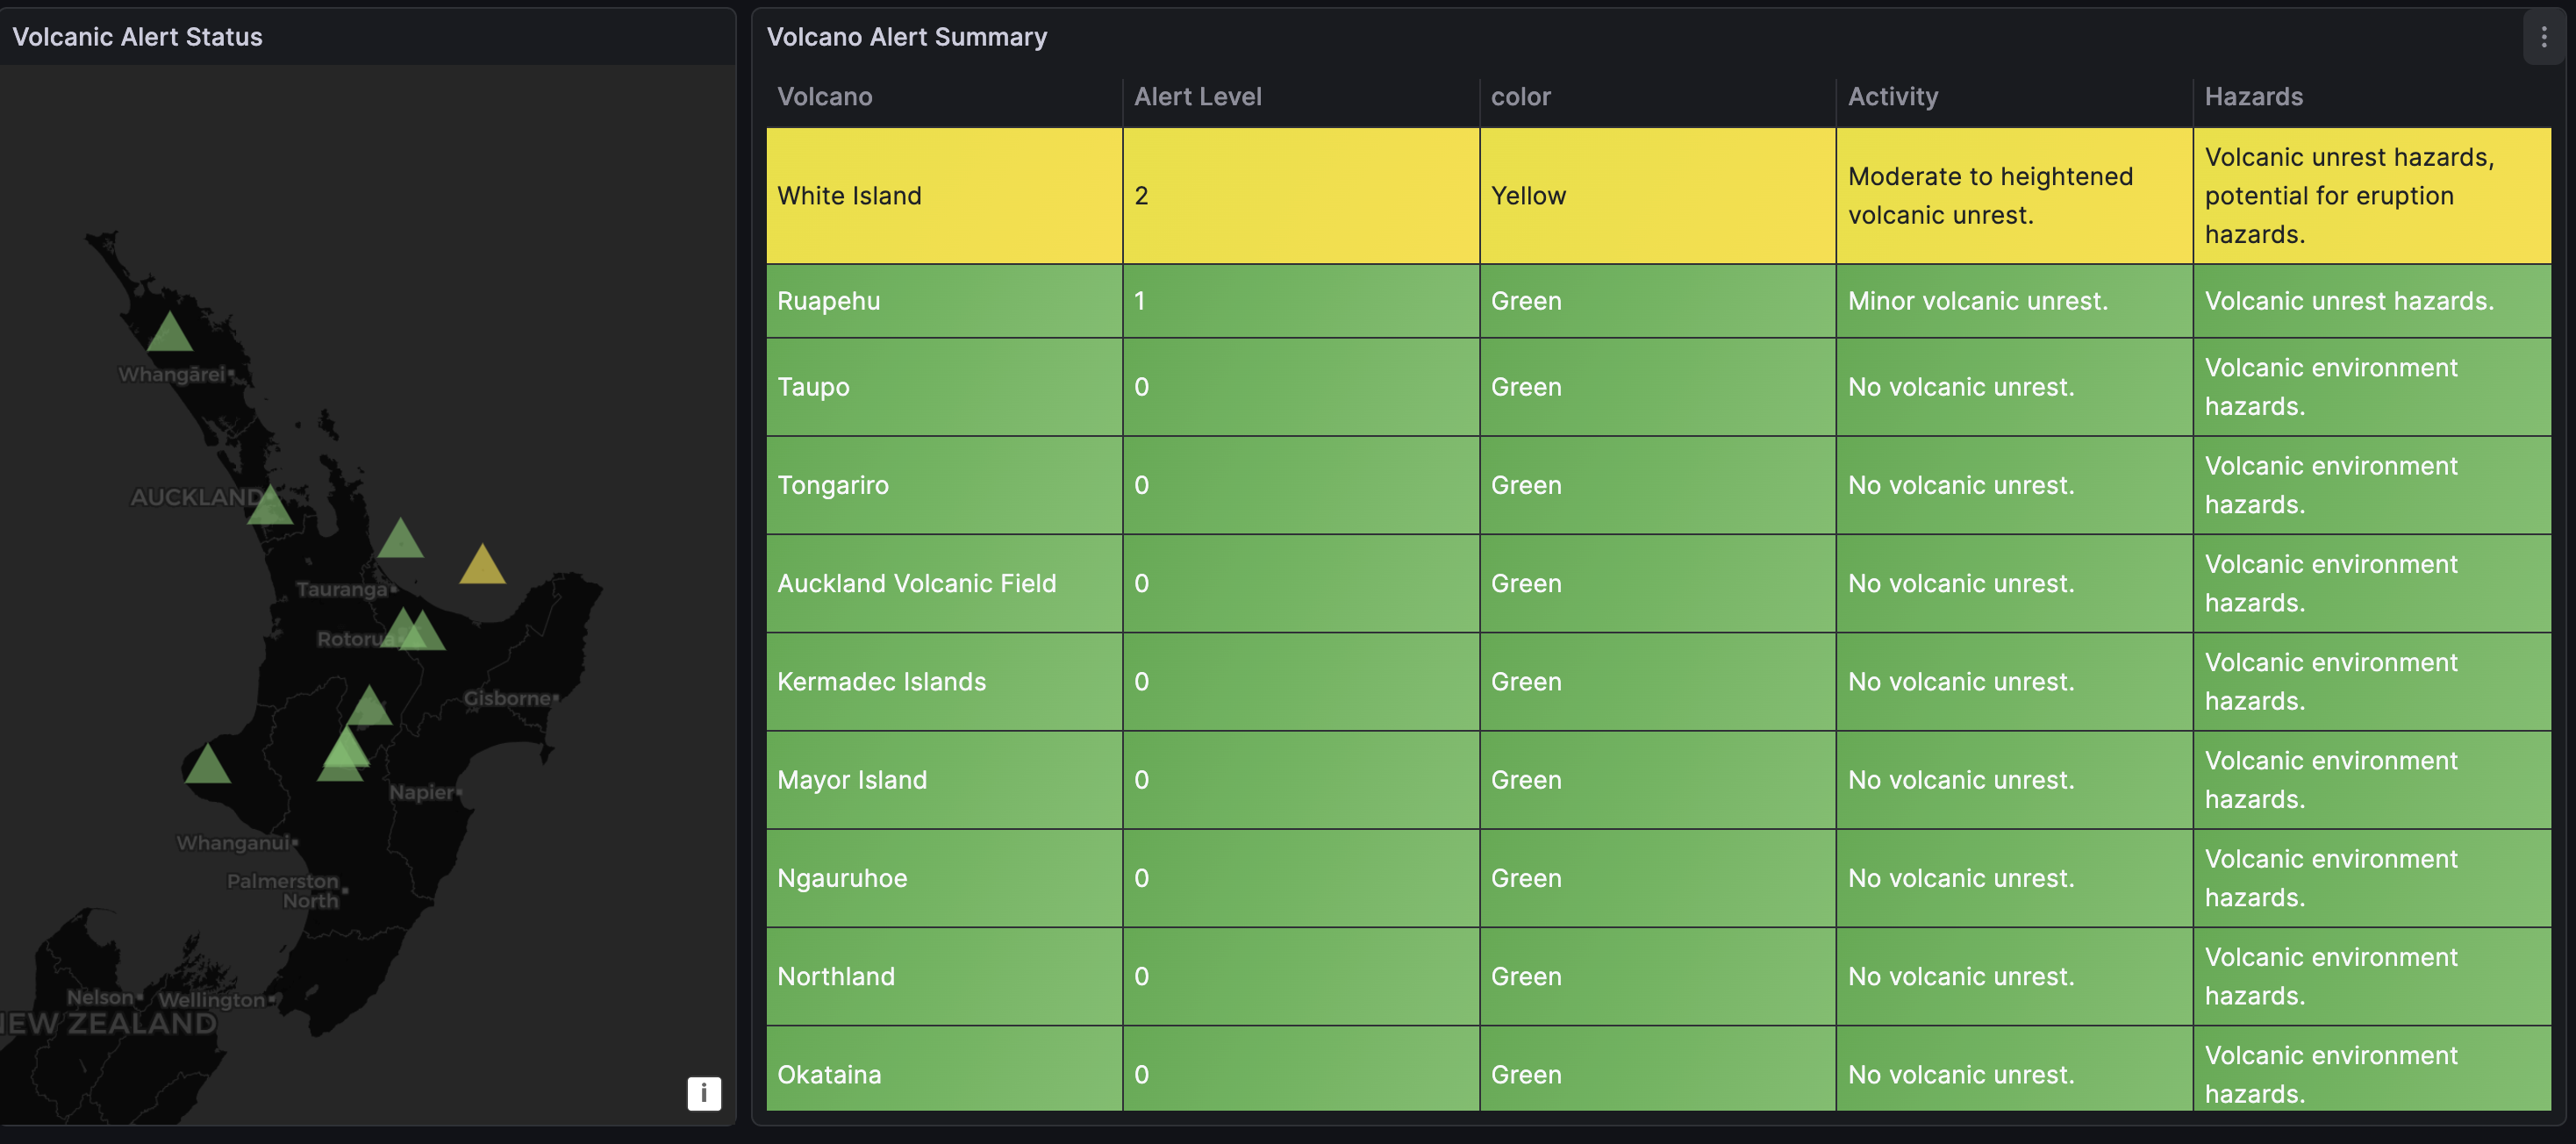 Volcanic Alert Status
Whangārei
AUCKLAND
Tauranga
Rotorua
Gisborne
Napier
Whanganui
Palmerston
North
Nelson
Wellington
EW ZEALAND
i
Volcano Alert Summary
Volcano Alert Level color Activity Hazards
White Island 2 Yellow Moderate to heightened volcanic unrest. Volcanic unrest hazards, potential for eruption hazards.
Ruapehu 1 Green Minor volcanic unrest. Volcanic unrest hazards.
Taupo 0 Green No volcanic unrest. Volcanic environment hazards.
Tongariro 0 Green No volcanic unrest. Volcanic environment hazards.
Auckland Volcanic Field 0 Green No volcanic unrest. Volcanic environment hazards.
Kermadec Islands 0 Green No volcanic unrest. Volcanic environment hazards.
Mayor Island 0 Green No volcanic unrest. Volcanic environment hazards.
Ngauruhoe 0 Green No volcanic unrest. Volcanic environment hazards.
Northland 0 Green No volcanic unrest. Volcanic environment hazards.
Okataina 0 Green No volcanic unrest. Volcanic environment hazards.